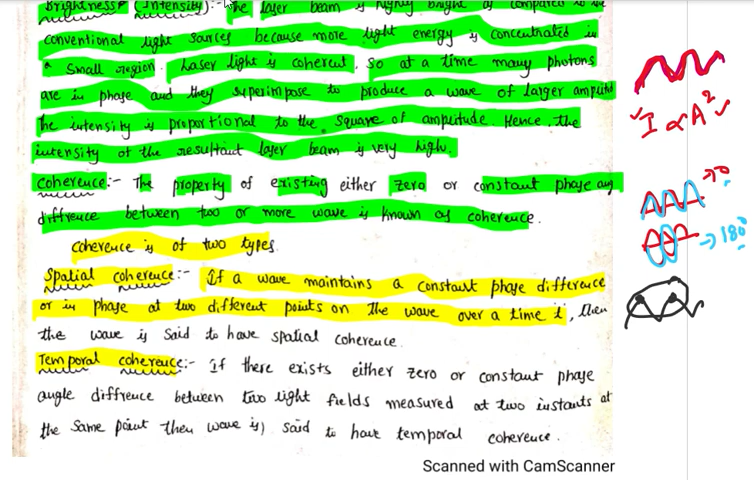 Brightness (Intensity):- The laser beam is highly bright as compared to the
conventional light sources because more light energy is concentrated in
a small region. Laser light is coherent. So at a time many photons
are in phase and they superimpose to produce a wave of larger amplitude
The intensity is proportional to the square of amplitude Hence, the
intensity of the resultant laser beam is very high.
I ∝ A²
Coherence:- The property of existing either zero or constant phase ang
diffrence between two or more wave is known as coherence.
→ 0
→ 180°
Coherence is of two types.
Spatial coherence:- If a wave maintains a constant phase difference
or in phase at two different points on the wave over a time t, then
the wave is said to have spatial coherence.
Temporal coherence:- If there exists either zero or constant phase
angle diffrence between two light fields measured at two instants at
the same point then wave is) said to have temporal coherence.
Scanned with CamScanner